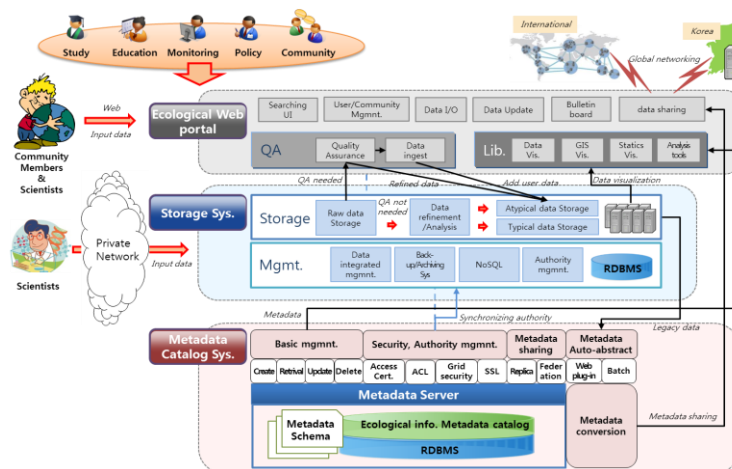 International
Korea
Study
Education
Monitoring
Policy
Community
Global networking
Web
Input data
Ecological Web
portal
Searching
UI
User/Community
Mgmnt.
Data I/O
Data Update
Bulletin
board
data sharing
Community
Members
&
Scientists
QA
Quality
Assurance
Data
ingest
Lib.
Data
Vis.
GIS
Vis.
Statics
Vis.
Analysis
tools
QA needed
Refined data
Add user data
Data visualization
Storage Sys.
Storage
Raw data
Storage
QA not
needed
Data
refinement
/Analysis
Atypical data Storage
Typical data Storage
Private
Network
Input data
Scientists
Mgmt.
Data
integrated
mgmnt.
Back-
up/Archiving
Sys
NoSQL
Authority
mgmnt.
RDBMS
Metadata
Synchronizing authority
Legacy data
Metadata
Catalog Sys.
Basic mgmnt.
Security, Authority mgmnt.
Metadata
sharing
Metadata
Auto-abstract
Create
Retrival
Update
Delete
Access
Cert.
ACL
Grid
security
SSL
Replica
Feder
ation
Web
plug-in
Batch
Metadata Server
Metadata
Schema
Ecological info. Metadata catalog
RDBMS
Metadata
conversion
Metadata sharing